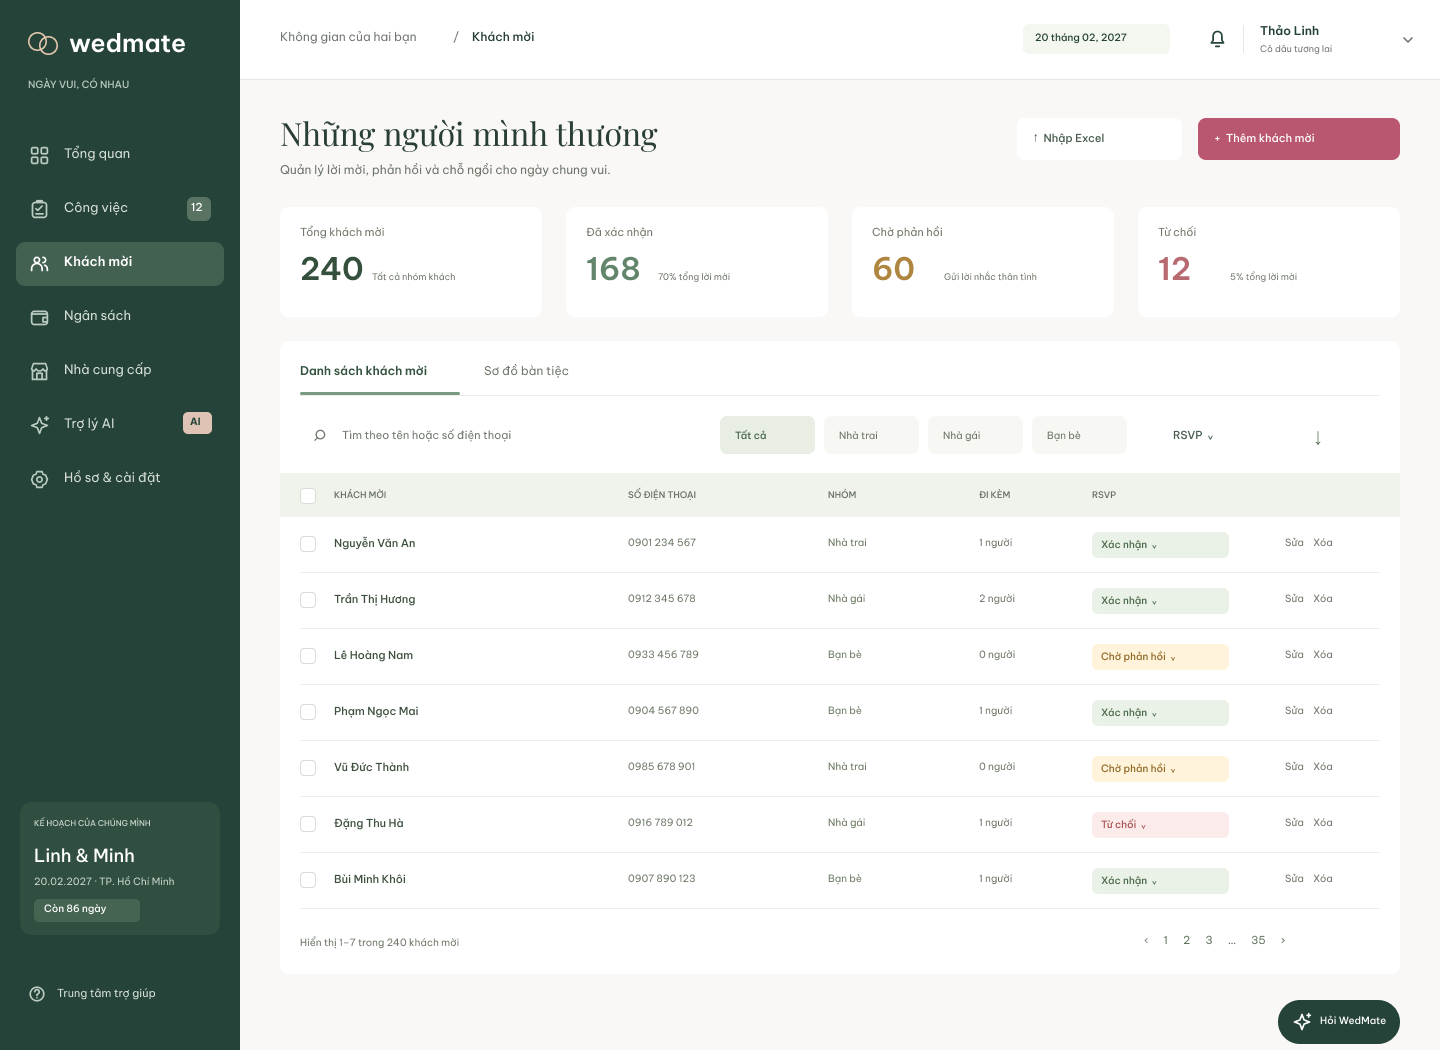 wedmate
NGÀY VUI, CÓ NHAU
Tổng quan
Công việc 12
Khách mời
Ngân sách
Nhà cung cấp
Trợ lý AI AI
Hồ sơ & cài đặt
KẾ HOẠCH CỦA CHÚNG MÌNH
Linh & Minh
20.02.2027 · TP. Hồ Chí Minh
Còn 86 ngày
Trung tâm trợ giúp
Không gian của hai bạn / Khách mời
20 tháng 02, 2027
Thảo Linh
Cô dâu tương lai
Những người mình thương
Quản lý lời mời, phản hồi và chỗ ngồi cho ngày chung vui.
↑ Nhập Excel
+ Thêm khách mời
Tổng khách mời
240 Tất cả nhóm khách
Đã xác nhận
168 70% tổng lời mời
Chờ phản hồi
60 Gửi lời nhắc thân tình
Từ chối
12 5% tổng lời mời
Danh sách khách mời Sơ đồ bàn tiệc
Tìm theo tên hoặc số điện thoại Tất cả Nhà trai Nhà gái Bạn bè RSVP ˅ ↓
KHÁCH MỜI SỐ ĐIỆN THOẠI NHÓM ĐI KÈM RSVP
Nguyễn Văn An 0901 234 567 Nhà trai 1 người Xác nhận ˅ Sửa Xóa
Trần Thị Hương 0912 345 678 Nhà gái 2 người Xác nhận ˅ Sửa Xóa
Lê Hoàng Nam 0933 456 789 Bạn bè 0 người Chờ phản hồi ˅ Sửa Xóa
Phạm Ngọc Mai 0904 567 890 Bạn bè 1 người Xác nhận ˅ Sửa Xóa
Vũ Đức Thành 0985 678 901 Nhà trai 0 người Chờ phản hồi ˅ Sửa Xóa
Đặng Thu Hà 0916 789 012 Nhà gái 1 người Từ chối ˅ Sửa Xóa
Bùi Minh Khôi 0907 890 123 Bạn bè 1 người Xác nhận ˅ Sửa Xóa
Hiển thị 1–7 trong 240 khách mời ‹ 1 2 3 … 35 ›
Hỏi WedMate